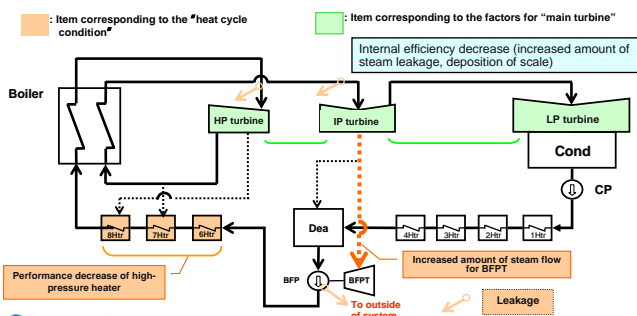 : Item corresponding to the "heat cycle
condition"
: Item corresponding to the factors for "main turbine"
Internal efficiency decrease (increased amount of
steam leakage, deposition of scale)
Boiler
HP turbine
IP turbine
LP turbine
Cond
CP
Dea
8Htr
7Htr
6Htr
4Htr
3Htr
2Htr
1Htr
Performance decrease of high-
pressure heater
BFP
BFPT
Increased amount of steam flow
for BFPT
To outside
of system
Leakage